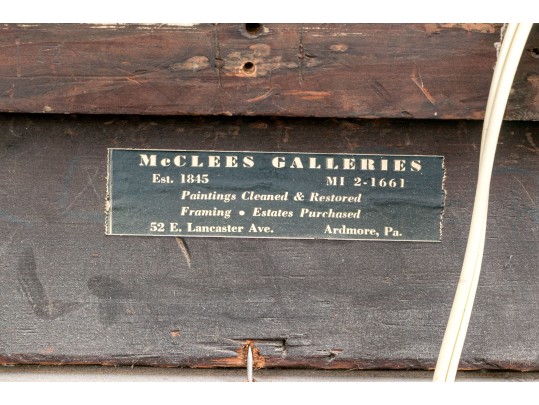 McCLEES GALLERIES
Est. 1845 MI 2-1661
Paintings Cleaned & Restored
Framing • Estates Purchased
52 E. Lancaster Ave. Ardmore, Pa.